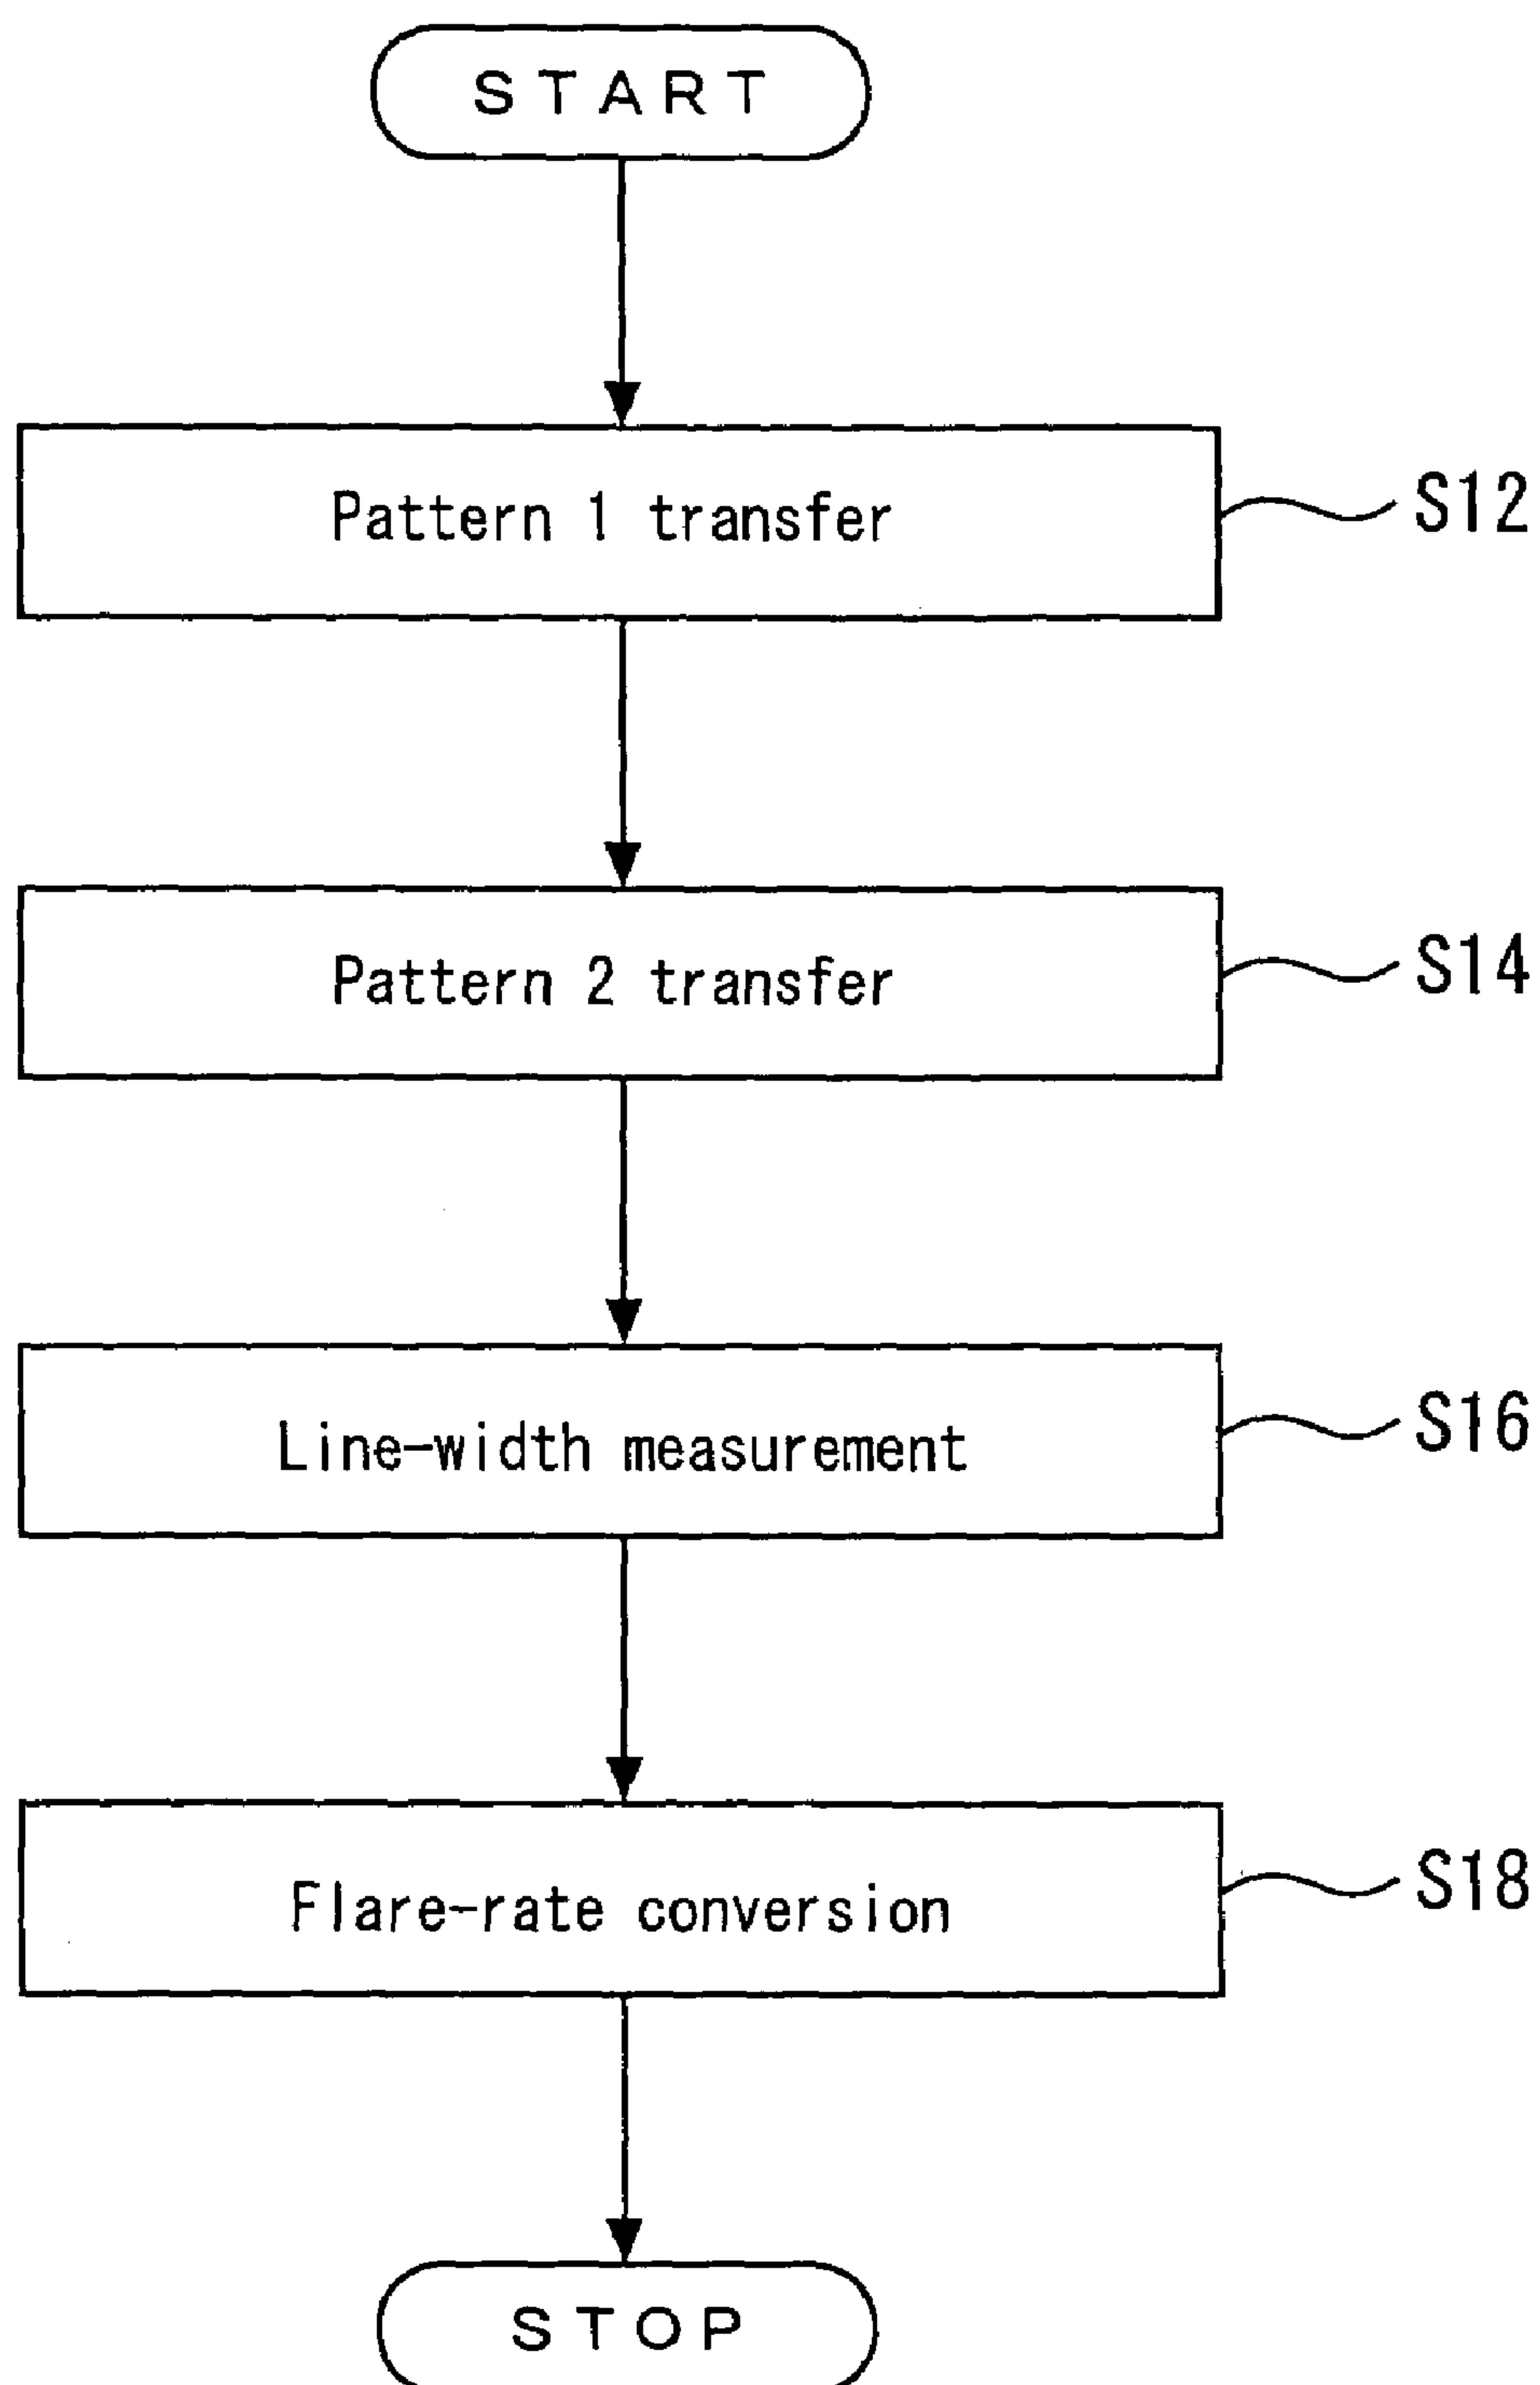 START
Pattern 1 transfer
S12
Pattern 2 transfer
S14
Line-width measurement
S16
Flare-rate conversion
S18
STOP